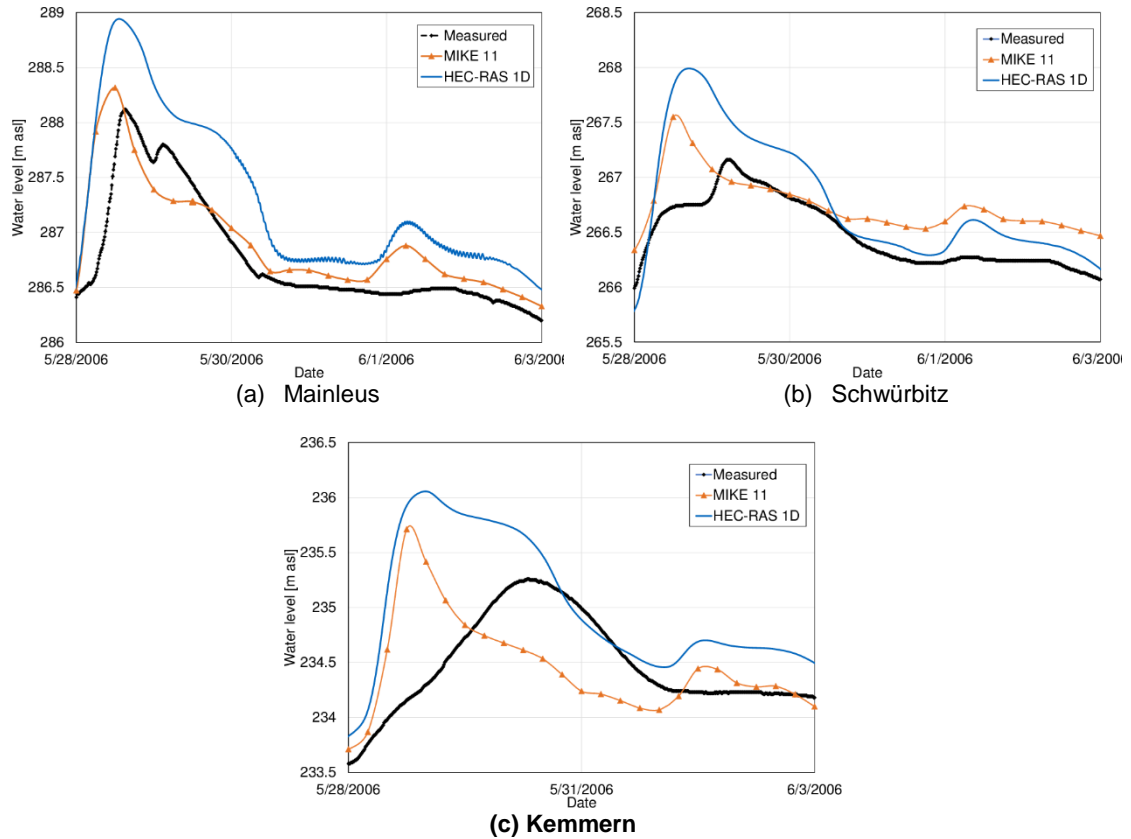 289
288.5
288
287.5
287
286.5
286
Water level [m asl]
5/28/2006
5/30/2006
6/1/2006
6/3/2006
Date
Measured
MIKE 11
HEC-RAS 1D
(a) Mainleus
268.5
268
267.5
267
266.5
266
265.5
Water level [m asl]
5/28/2006
5/30/2006
6/1/2006
6/3/2006
Date
Measured
MIKE 11
HEC-RAS 1D
(b) Schwürbitz
236.5
236
235.5
235
234.5
234
233.5
Water level [m asl]
5/28/2006
5/31/2006
6/3/2006
Date
Measured
MIKE 11
HEC-RAS 1D
(c) Kemmern